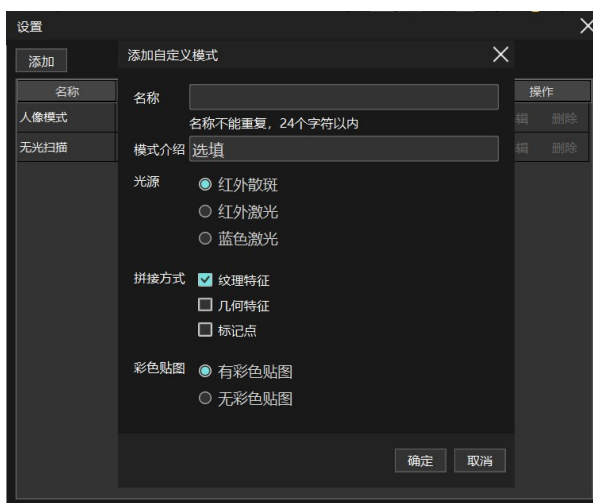 设置
添加
添加自定义模式
名称
操作
名称
人像模式
辑 删除
名称不能重复，24个字符以内
无光扫描
模式介绍 选填
辑 删除
光源
红外散斑
红外激光
蓝色激光
拼接方式
纹理特征
几何特征
标记点
彩色贴图
有彩色贴图
无彩色贴图
确定 取消